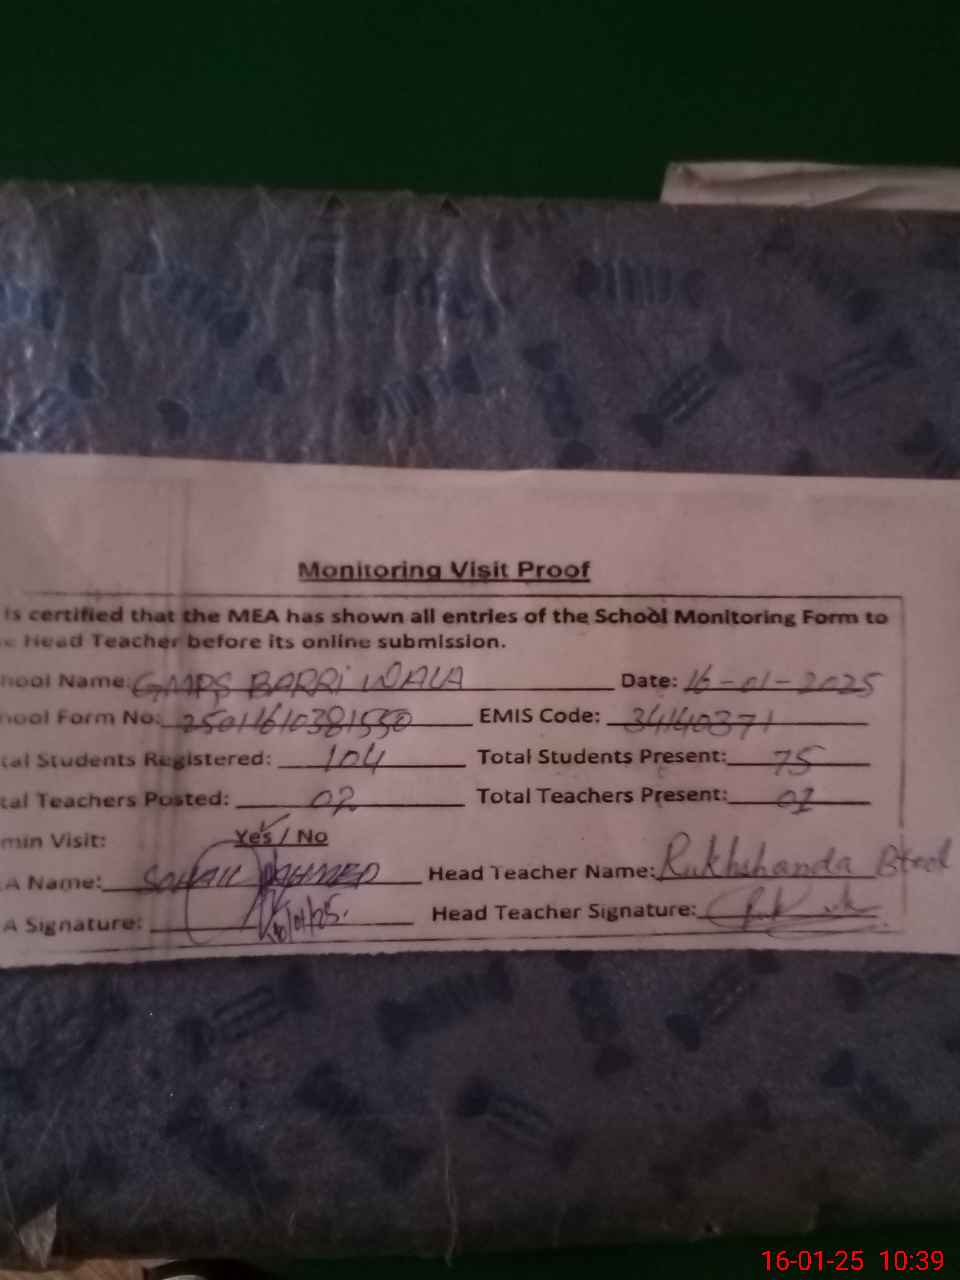 Monitoring Visit Proof
is certified that the MEA has shown all entries of the School Monitoring Form to
e Head Teacher before its online submission.
hool Name: GMPS BARRI WALA Date: 16-01-2025
hool Form No: 25011610381550 EMIS Code: 34140371
tal Students Registered: 104 Total Students Present: 75
tal Teachers Posted: 02 Total Teachers Present: 01
min Visit: Yes / No
A Name: SOHAIL AHMED Head Teacher Name: Rukhshanda
A Signature: Head Teacher Signature:
16-01-25 10:39